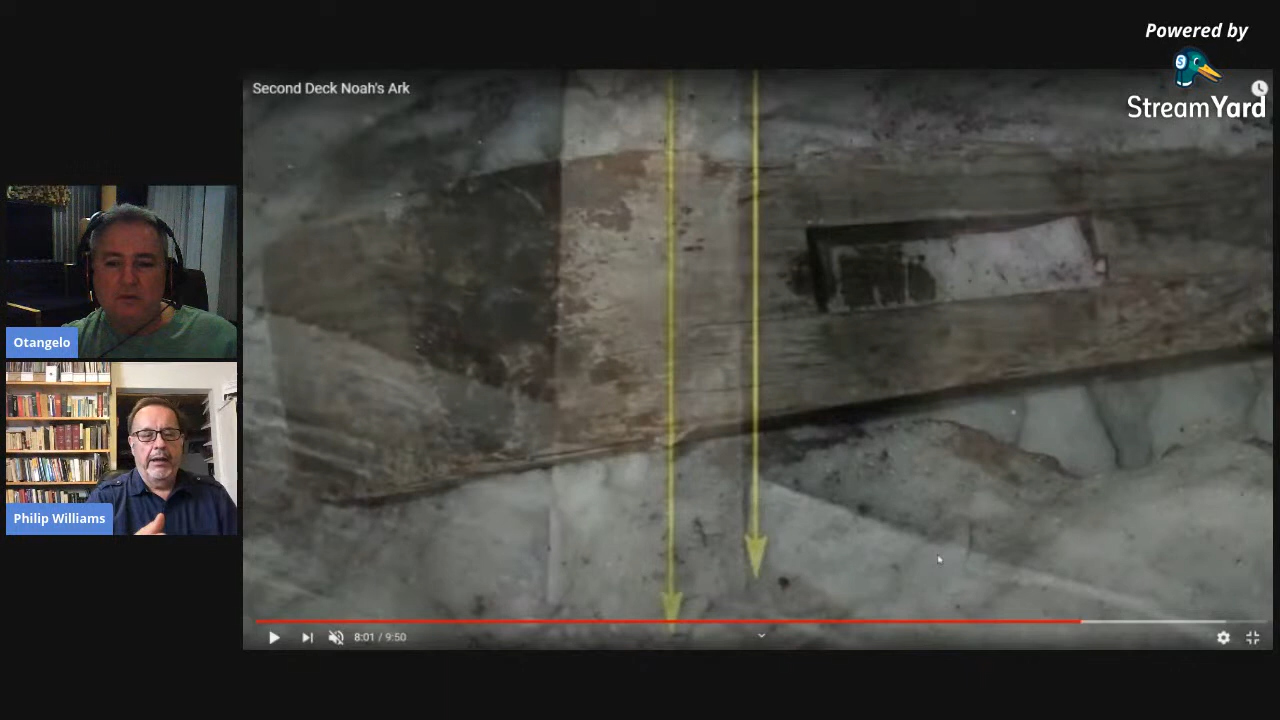 Powered by
StreamYard
Second Deck Noah's Ark
Otangelo
Philip Williams
8:01 / 9:50